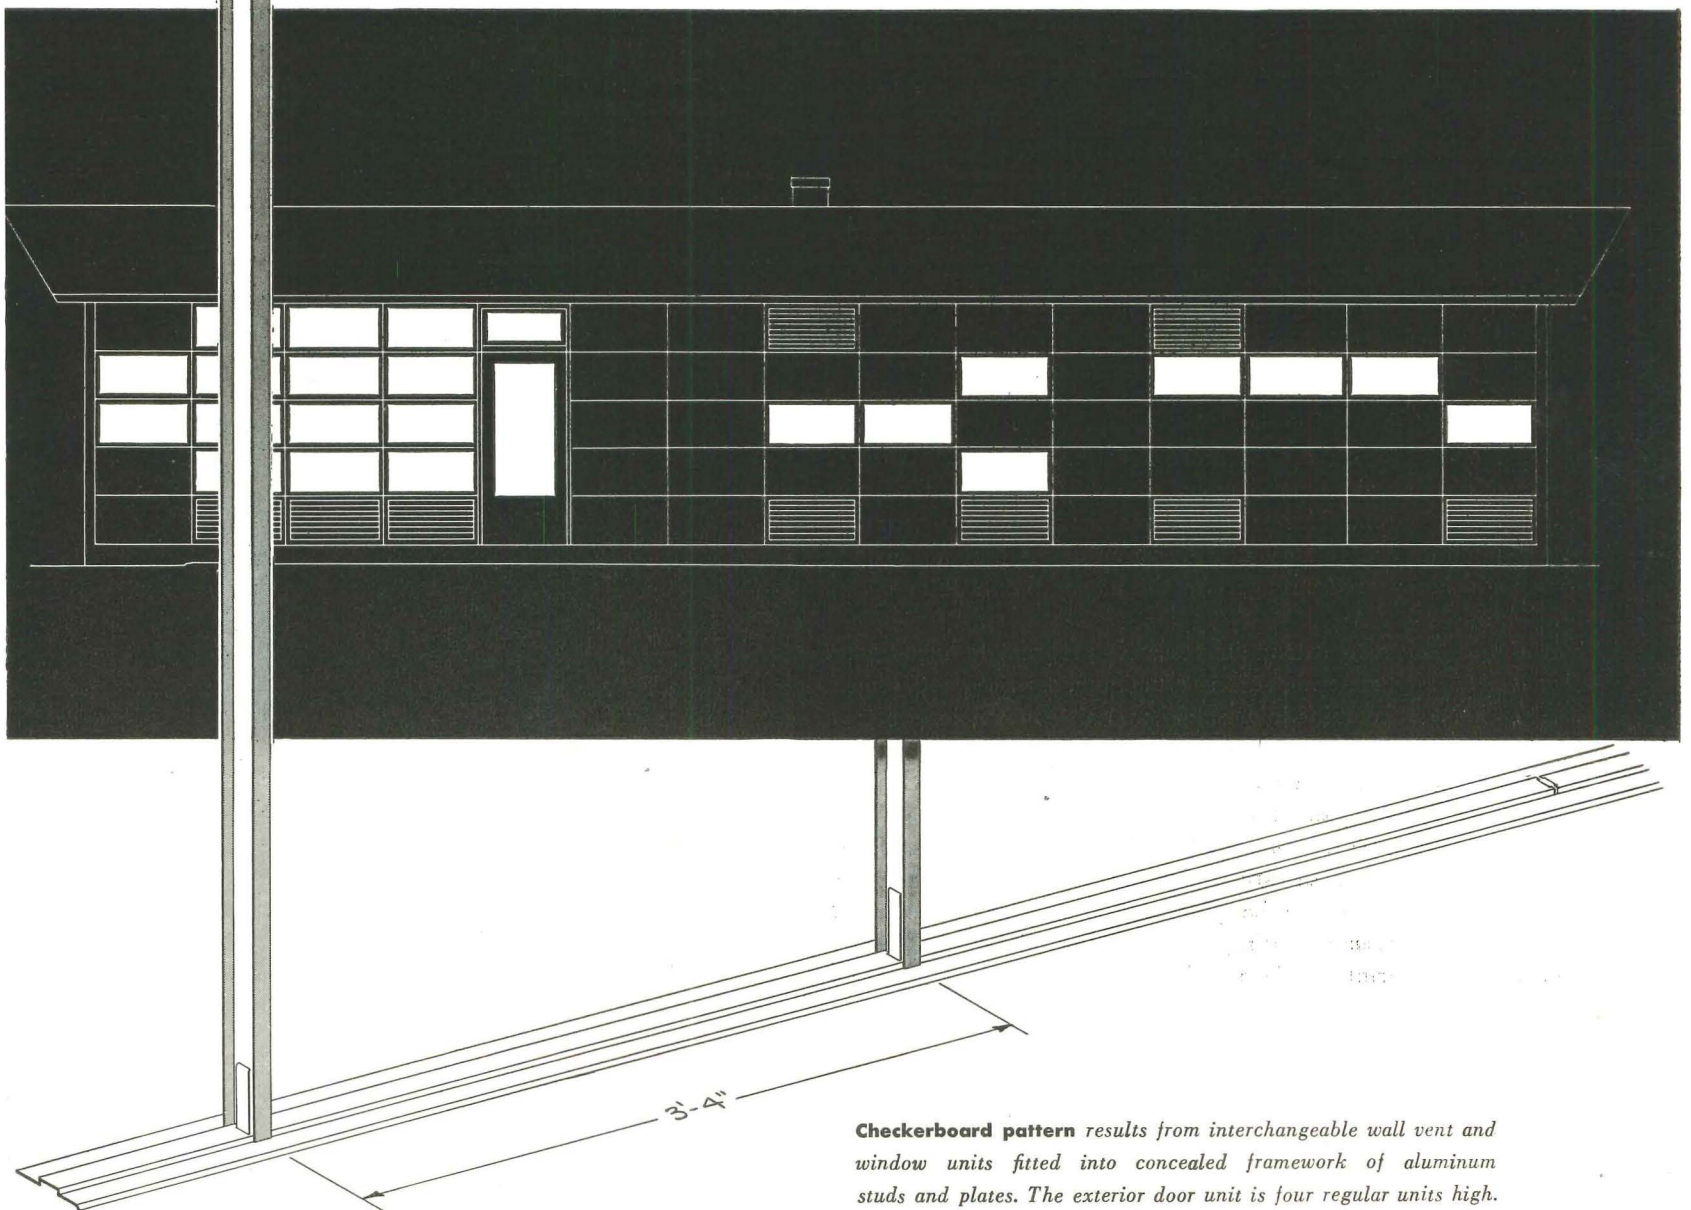 3'-4"
Checkerboard pattern results from interchangeable wall vent and
window units fitted into concealed framework of aluminum
studs and plates. The exterior door unit is four regular units high.